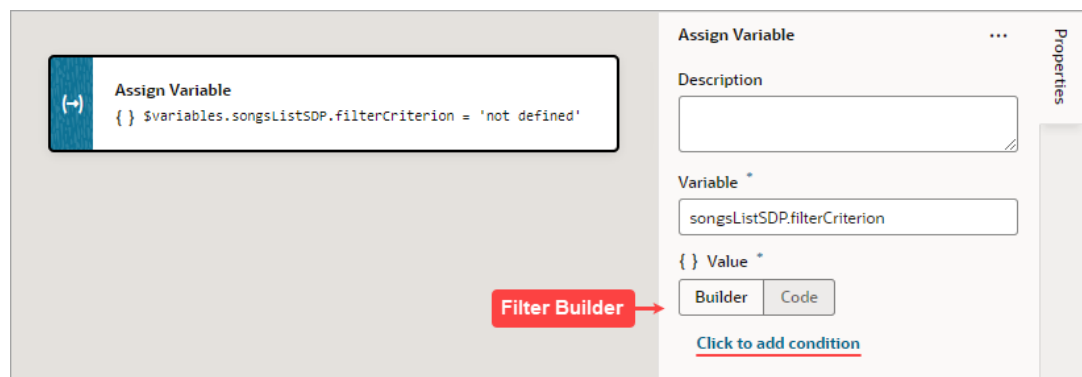 Assign Variable
{ } $variables.songsListSDP.filterCriterion = 'not defined'
Filter Builder
Assign Variable
...
Description
Variable *
songsListSDP.filterCriterion
{ } Value *
Builder
Code
Click to add condition
Properties